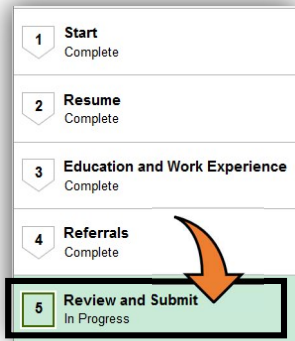 1 Start
Complete
2 Resume
Complete
3 Education and Work Experience
Complete
4 Referrals
Complete
5 Review and Submit
In Progress